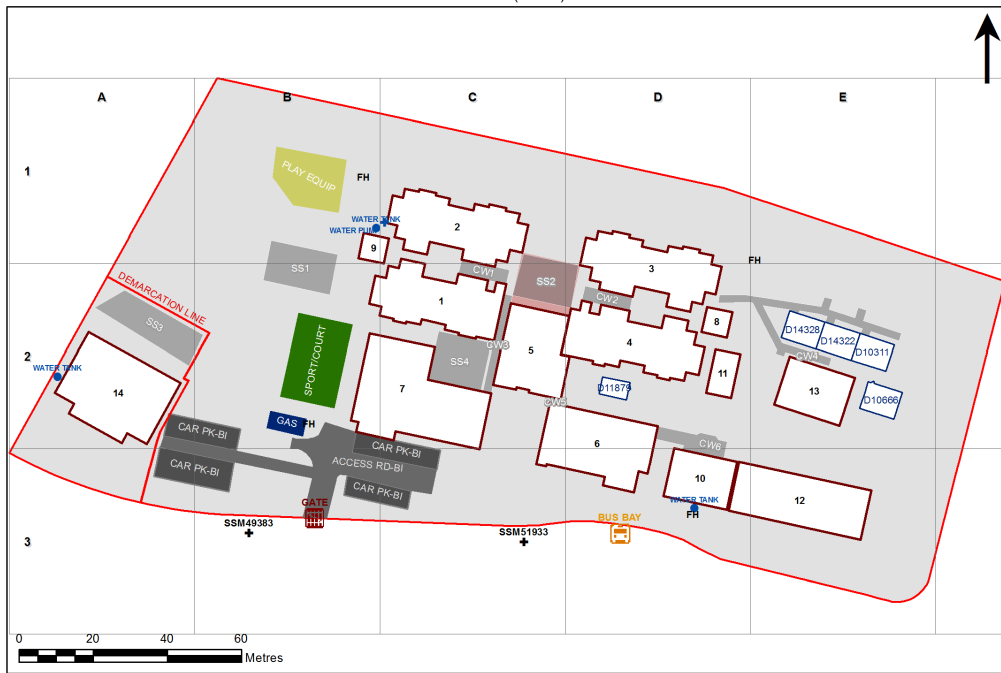 A
B
C
D
E
1
PLAY EQUIP
FH
WATER TANK
WATER PUMP
2
9
3
FH
SS1
CW1
SS2
CW2
DEMARCATION LINE
SS3
1
8
D14328
D14322
D10311
SPORT/COURT
CW3
5
4
2
SS4
CW4
WATER TANK
14
7
D11879
11
13
D10666
CW5
GAS
FH
CAR PK-BI
6
CW6
CAR PK-BI
ACCESS RD-BI
CAR PK-BI
10
CAR PK-BI
GATE
WATER TANK
12
FH
SSM49383
SSM51933
BUS BAY
3
0 20 40 60
Metres